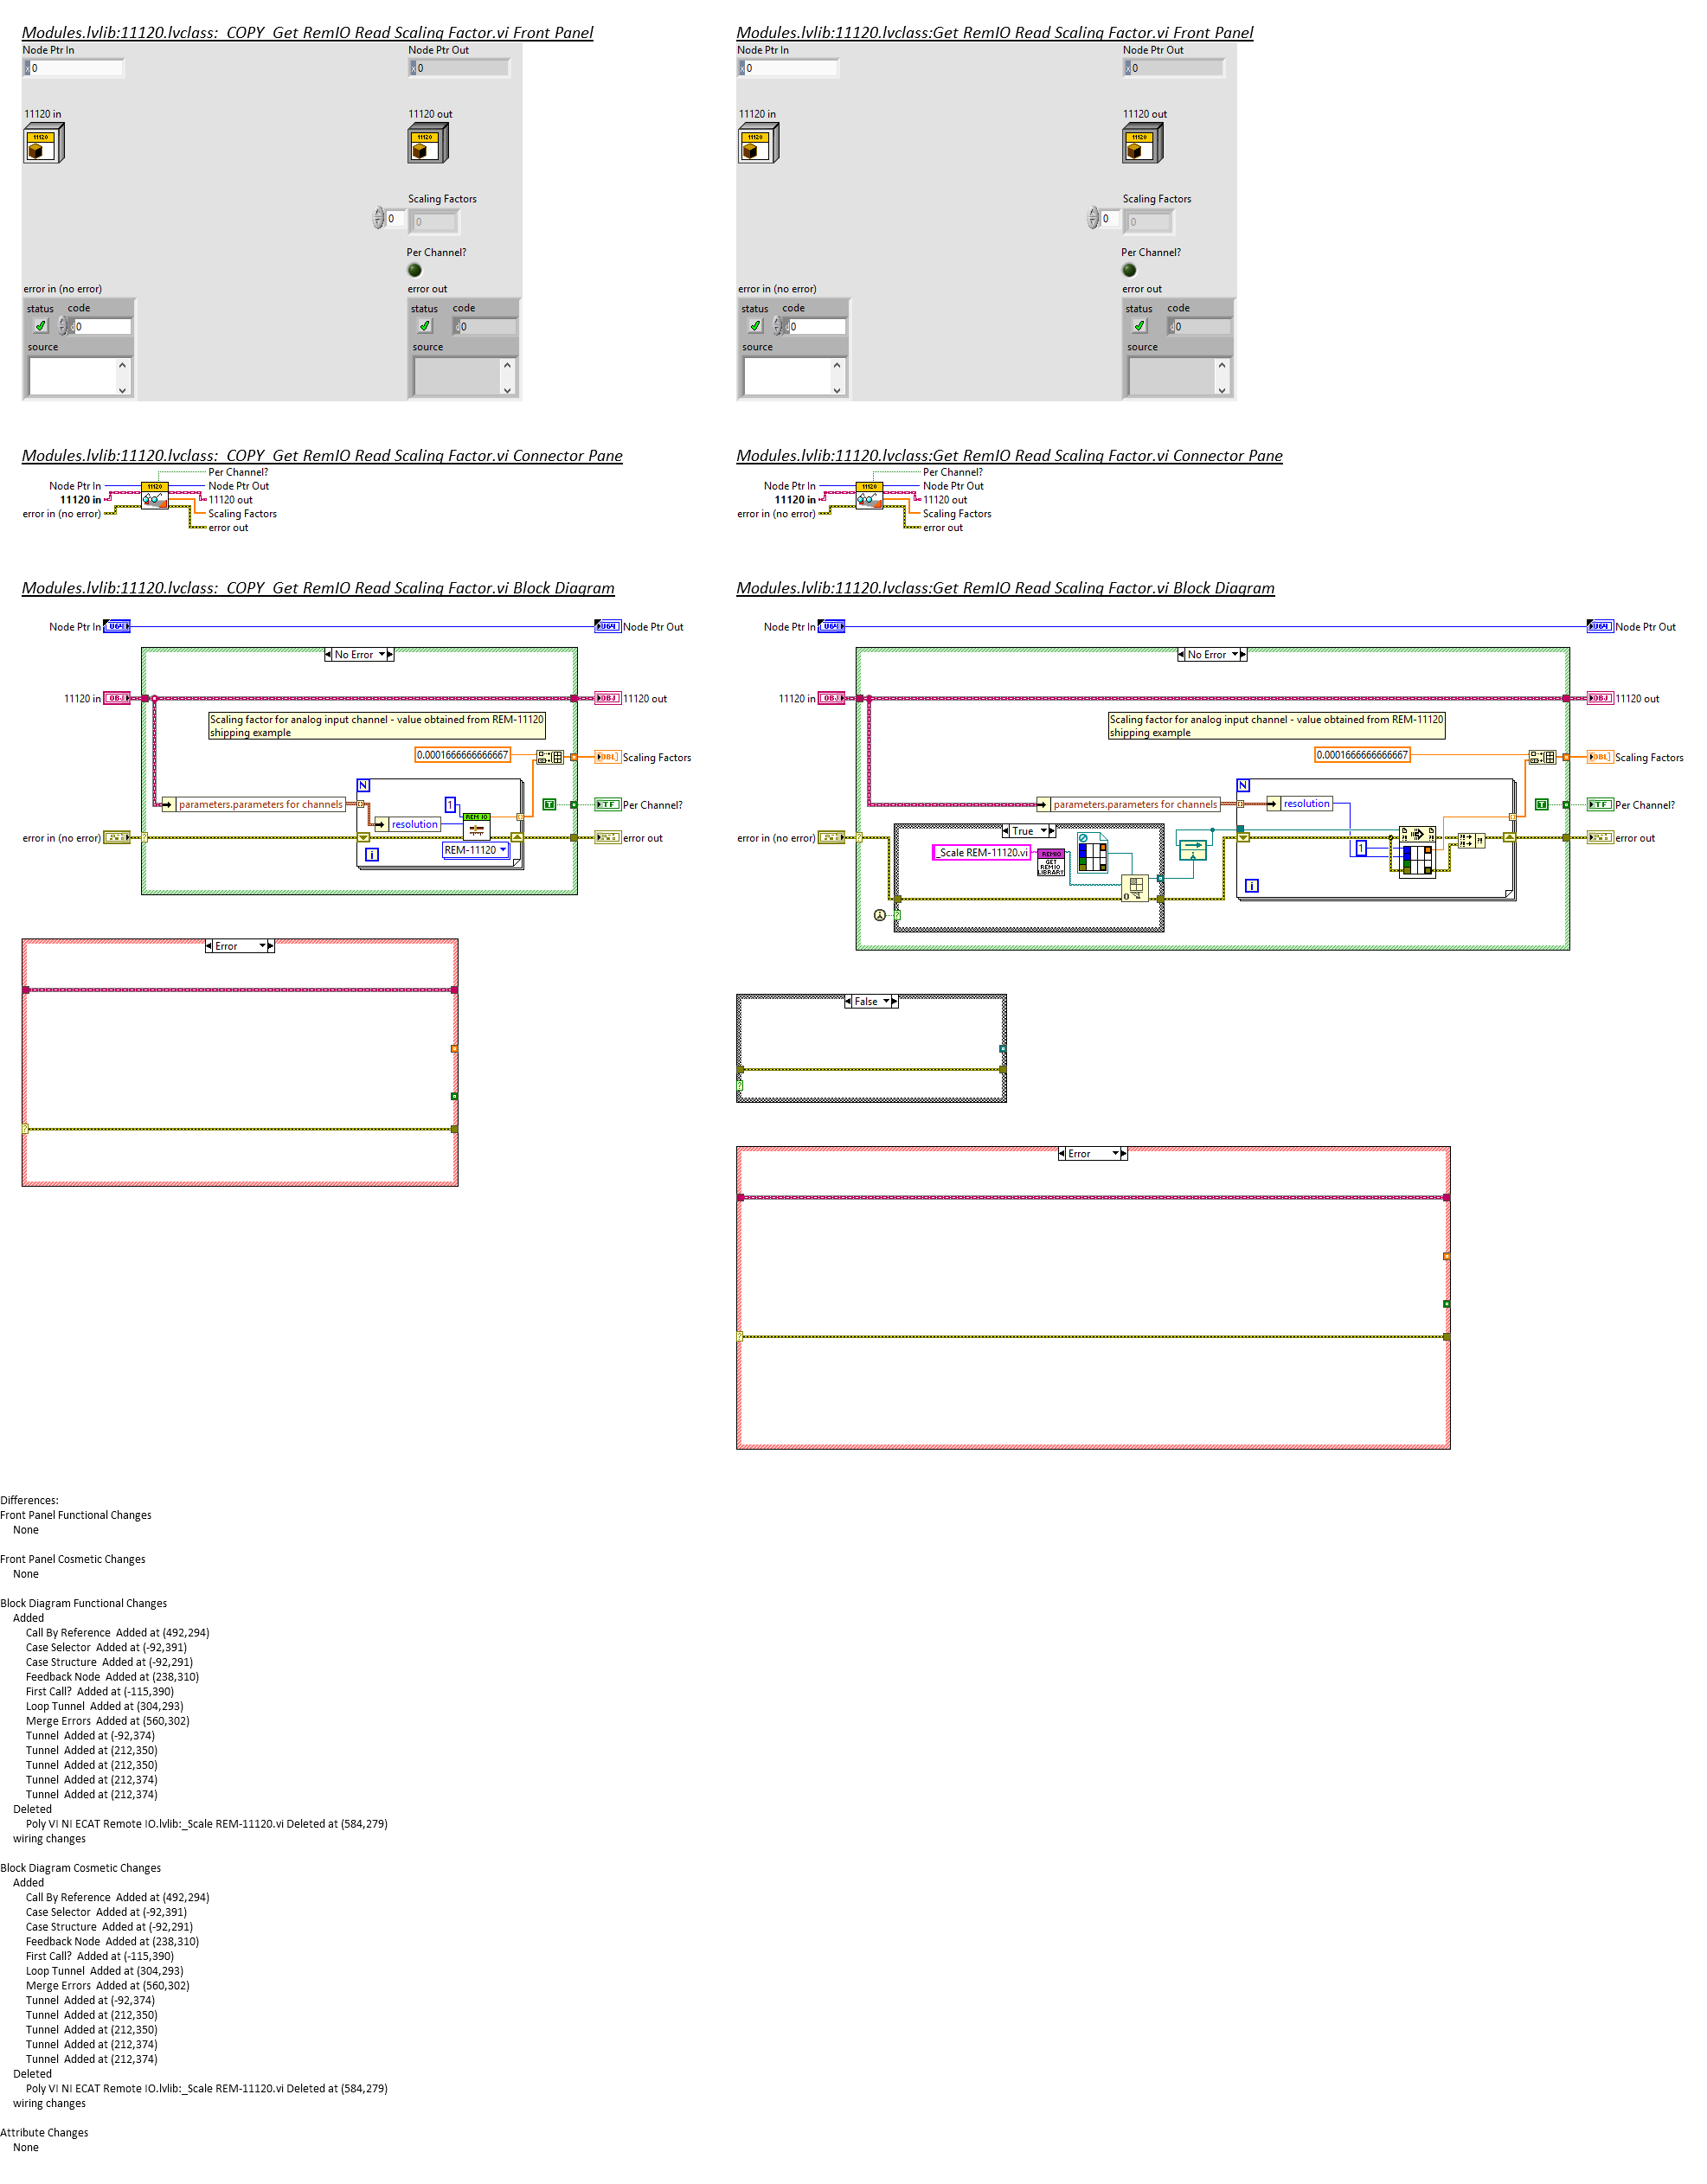 Modules.lvlib:11120.lvclass:_COPY_Get RemIO Read Scaling Factor.vi Front Panel
Node Ptr In
Node Ptr Out
x 0
x 0
11120 in
11120 out
11120
11120
Scaling Factors
0
0
Per Channel?
error in (no error)
error out
status code
status code
d 0
d 0
source
source
Modules.lvlib:11120.lvclass:Get RemIO Read Scaling Factor.vi Front Panel
Node Ptr In
Node Ptr Out
x 0
x 0
11120 in
11120 out
11120
11120
Scaling Factors
0
0
Per Channel?
error in (no error)
error out
status code
status code
d 0
d 0
source
source
Modules.lvlib:11120.lvclass:_COPY_Get RemIO Read Scaling Factor.vi Connector Pane
Per Channel?
Node Ptr In
11120
Node Ptr Out
11120 in
11120 out
error in (no error)
Scaling Factors
error out
Modules.lvlib:11120.lvclass:Get RemIO Read Scaling Factor.vi Connector Pane
Per Channel?
Node Ptr In
11120
Node Ptr Out
11120 in
11120 out
error in (no error)
Scaling Factors
error out
Modules.lvlib:11120.lvclass:_COPY_Get RemIO Read Scaling Factor.vi Block Diagram
Node Ptr In
U64
U64
Node Ptr Out
No Error
11120 in
OBJ
OBJ
11120 out
Scaling factor for analog input channel - value obtained from REM-11120
shipping example
0.0001666666666667
DBL
Scaling Factors
N
parameters.parameters for channels
1
T
TF
Per Channel?
REM IO
resolution
error in (no error)
error out
REM-11120
i
Error
Modules.lvlib:11120.lvclass:Get RemIO Read Scaling Factor.vi Block Diagram
Node Ptr In
U64
U64
Node Ptr Out
No Error
11120 in
OBJ
OBJ
11120 out
Scaling factor for analog input channel - value obtained from REM-11120
shipping example
0.0001666666666667
DBL
Scaling Factors
N
parameters.parameters for channels
resolution
T
TF
Per Channel?
True
error in (no error)
error out
_Scale REM-11120.vi
REMIO
GET
REMIO
LIBRARY
1
i
False
Error
Differences:
Front Panel Functional Changes
None
Front Panel Cosmetic Changes
None
Block Diagram Functional Changes
Added
Call By Reference Added at (492,294)
Case Selector Added at (-92,391)
Case Structure Added at (-92,291)
Feedback Node Added at (238,310)
First Call? Added at (-115,390)
Loop Tunnel Added at (304,293)
Merge Errors Added at (560,302)
Tunnel Added at (-92,374)
Tunnel Added at (212,350)
Tunnel Added at (212,350)
Tunnel Added at (212,374)
Tunnel Added at (212,374)
Deleted
Poly VI NI ECAT Remote IO.lvlib:_Scale REM-11120.vi Deleted at (584,279)
wiring changes
Block Diagram Cosmetic Changes
Added
Call By Reference Added at (492,294)
Case Selector Added at (-92,391)
Case Structure Added at (-92,291)
Feedback Node Added at (238,310)
First Call? Added at (-115,390)
Loop Tunnel Added at (304,293)
Merge Errors Added at (560,302)
Tunnel Added at (-92,374)
Tunnel Added at (212,350)
Tunnel Added at (212,350)
Tunnel Added at (212,374)
Tunnel Added at (212,374)
Deleted
Poly VI NI ECAT Remote IO.lvlib:_Scale REM-11120.vi Deleted at (584,279)
wiring changes
Attribute Changes
None